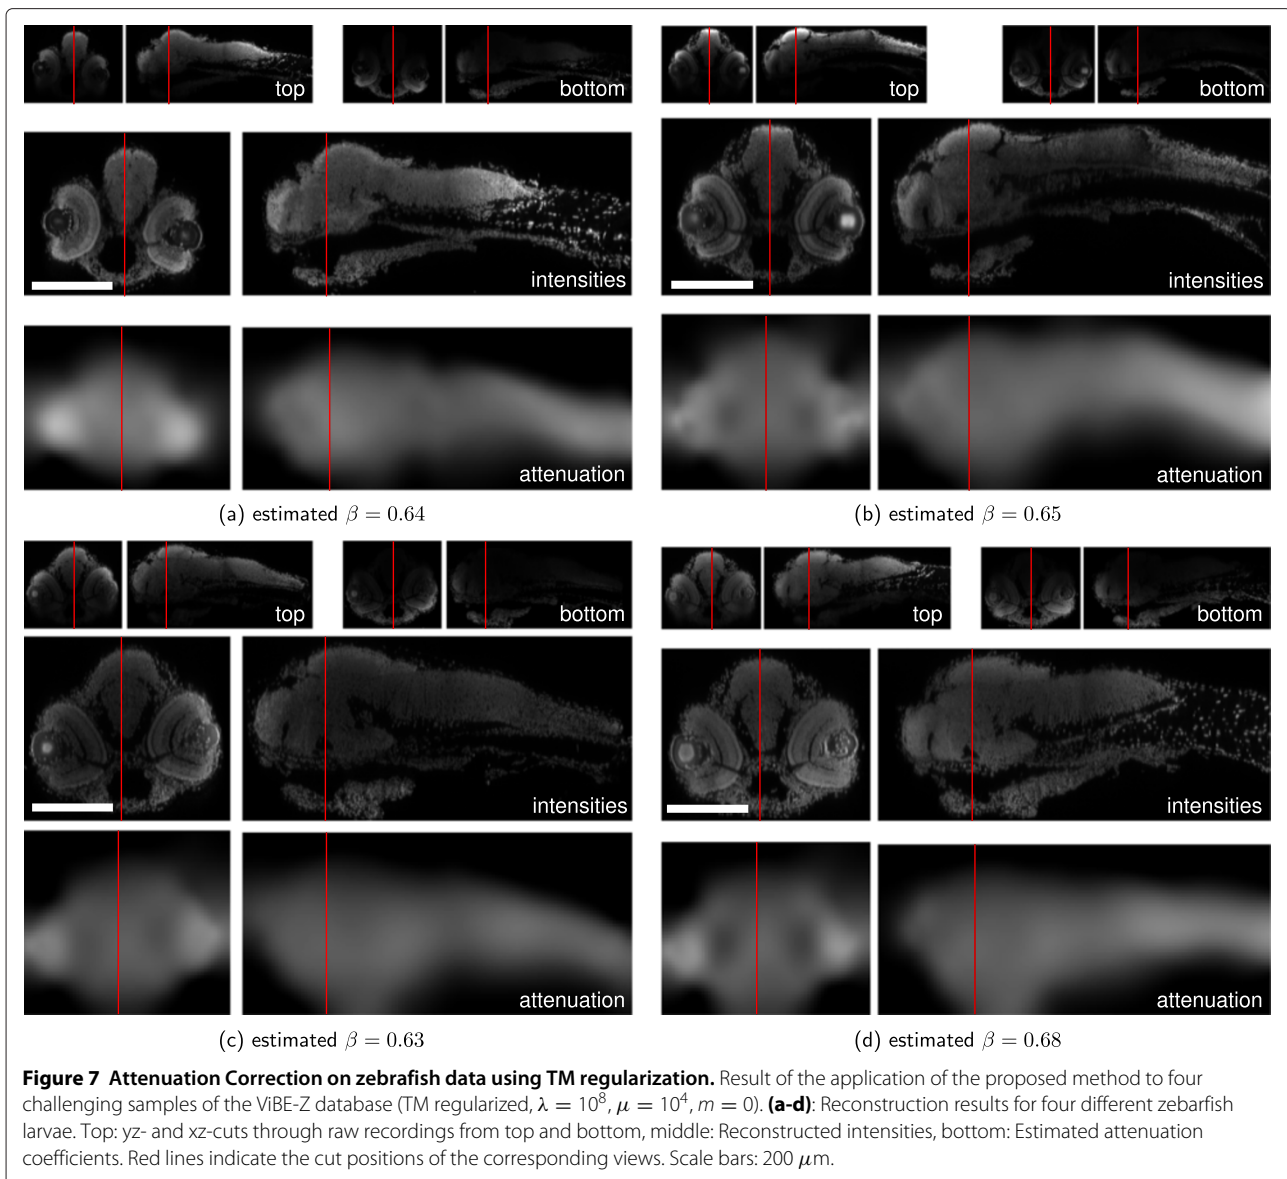 top
bottom
top
bottom
intensities
intensities
attenuation
attenuation
(a) estimated β = 0.64
(b) estimated β = 0.65
top
bottom
top
bottom
intensities
intensities
attenuation
attenuation
(c) estimated β = 0.63
(d) estimated β = 0.68
Figure 7 Attenuation Correction on zebrafish data using TM regularization. Result of the application of the proposed method to four
challenging samples of the ViBE-Z database (TM regularized, λ = 10⁸, μ = 10⁴, m = 0). (a-d): Reconstruction results for four different zebarfish
larvae. Top: yz- and xz-cuts through raw recordings from top and bottom, middle: Reconstructed intensities, bottom: Estimated attenuation
coefficients. Red lines indicate the cut positions of the corresponding views. Scale bars: 200 μm.